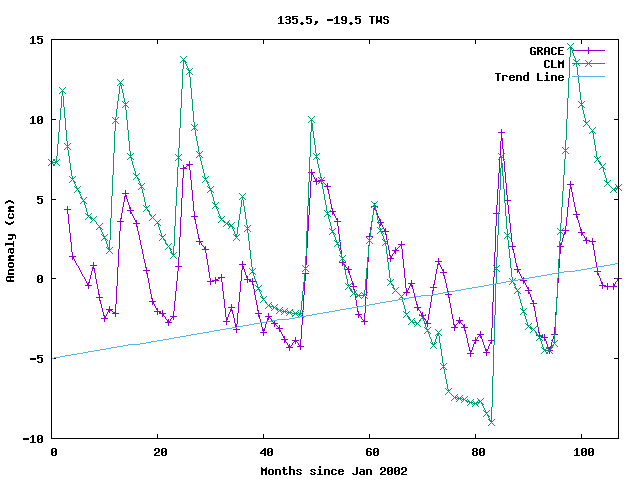 135.5, -19.5 TWS
15
10
5
0
-5
-10
Anomaly (cm)
GRACE
CLM
Trend Line
0 20 40 60 80 100
Months since Jan 2002